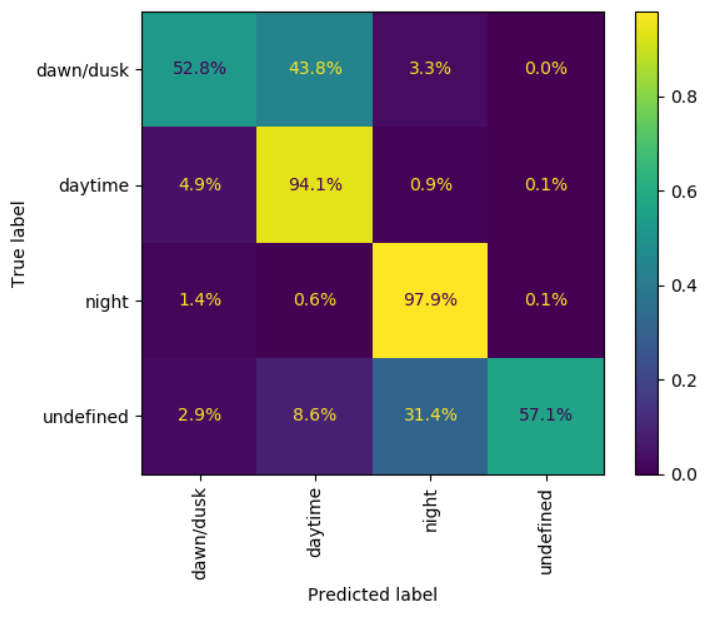 dawn/dusk 52.8% 43.8% 3.3% 0.0%
0.8
daytime 4.9% 94.1% 0.9% 0.1%
0.6
True label
0.4
night 1.4% 0.6% 97.9% 0.1%
0.2
undefined 2.9% 8.6% 31.4% 57.1%
0.0
dawn/dusk daytime night undefined
Predicted label